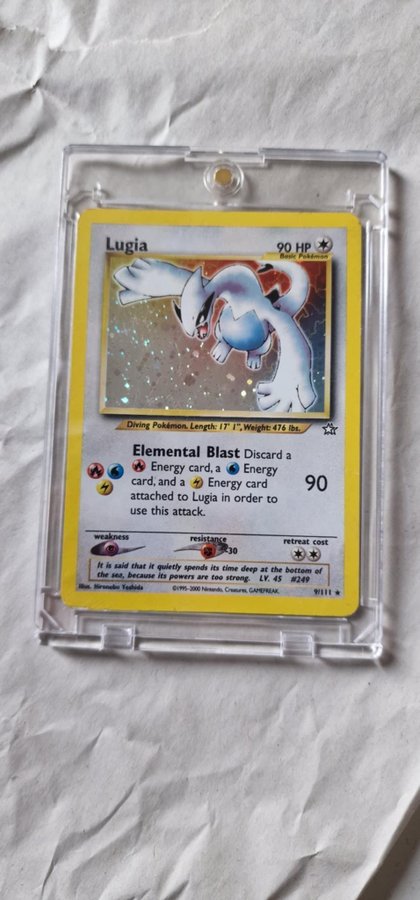 Lugia
90 HP
Basic Pokémon
Diving Pokémon. Length: 17' 1", Weight: 476 lbs.
Elemental Blast Discard a
Energy card, a Energy
card, and a Energy card
attached to Lugia in order to
use this attack.
90
weakness
resistance
retreat cost
-30
It is said that it quietly spends its time deep at the bottom of
the sea, because its powers are too strong. LV. 45 #249
Illus. Hironobu Yoshida
©1995-2000 Nintendo, Creatures, GAMEFREAK.
9/111 ★